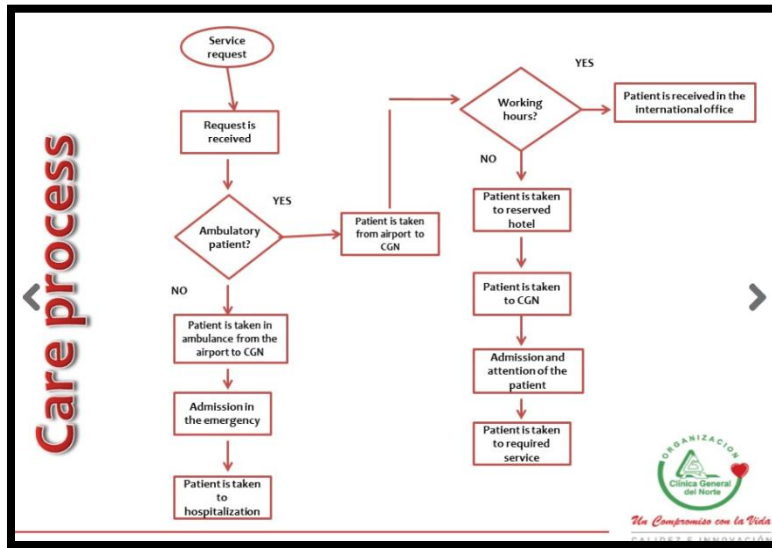 Care process
Service
request
Request is
received
Ambulatory
patient?
YES
NO
Patient is taken in
ambulance from the
airport to CGN
Admission in
the emergency
Patient is taken
to
hospitalization
Patient is taken
from airport to
CGN
Working
hours?
YES
Patient is received in the
international office
NO
Patient is taken
to reserved
hotel
Patient is taken
to CGN
Admission and
attention of the
patient
Patient is taken
to required
service
ORGANIZACION
Clínica General
del Norte
Un Compromiso con la Vida
CALIDEZ E INNOVACIÓN